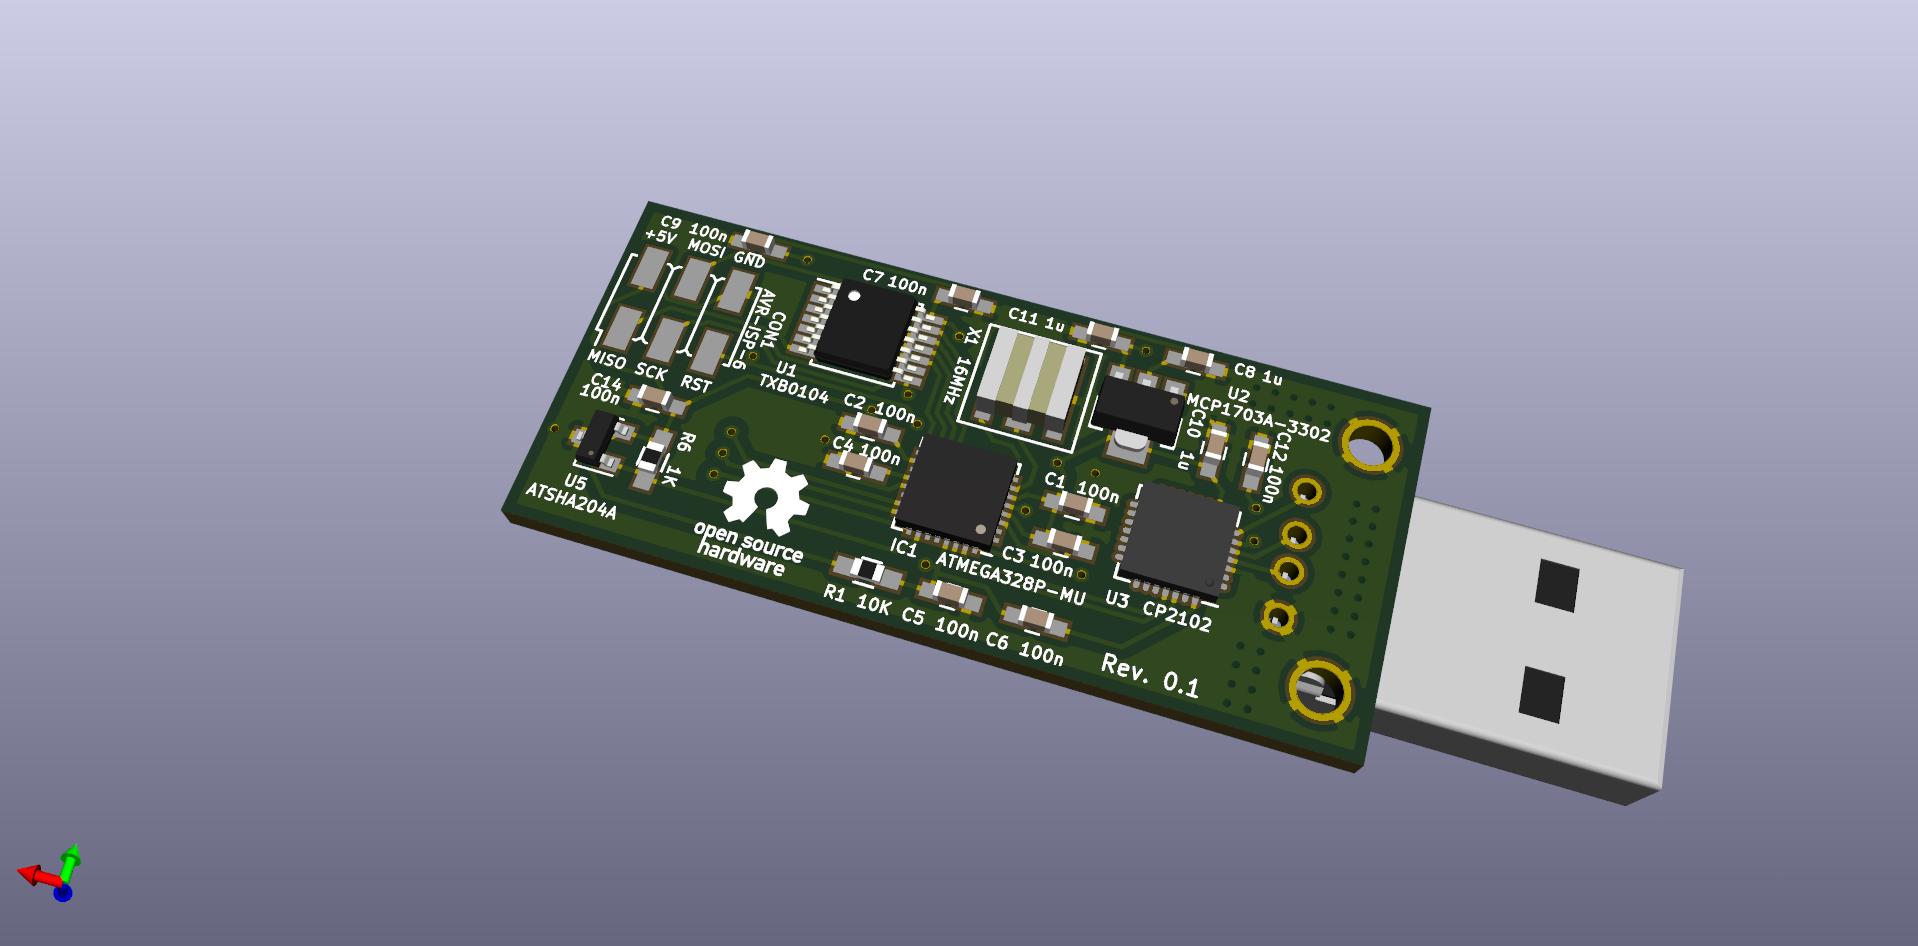 C9 100n
+5V MOSI GND
MISO SCK RST
CON1
AVR-ISP-6
C7 100n
U1
TXB0104
X1 16MHz
C11 1u
C8 1u
U2
MCP1703A-3302
C10 1u
C12 100n
C14
100n
R6 1K
U5
ATSHA204A
C2 100n
C4 100n
C1 100n
C3 100n
IC1
ATMEGA328P-MU
U3 CP2102
open source
hardware
R1 10K
C5 100n
C6 100n
Rev. 0.1